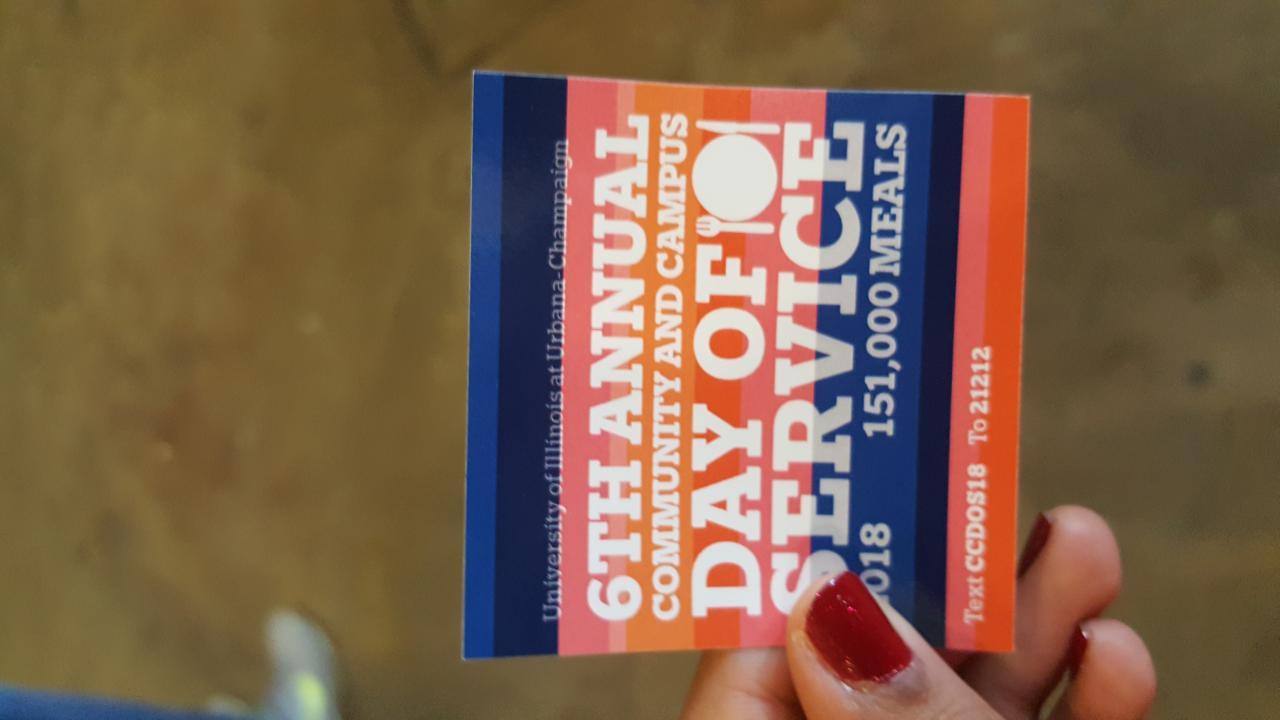 University of Illinois at Urbana-Champaign
6TH ANNUAL
COMMUNITY AND CAMPUS
DAY OF
SERVICE
018 151,000 MEALS
Text CCDOS18 To 21212